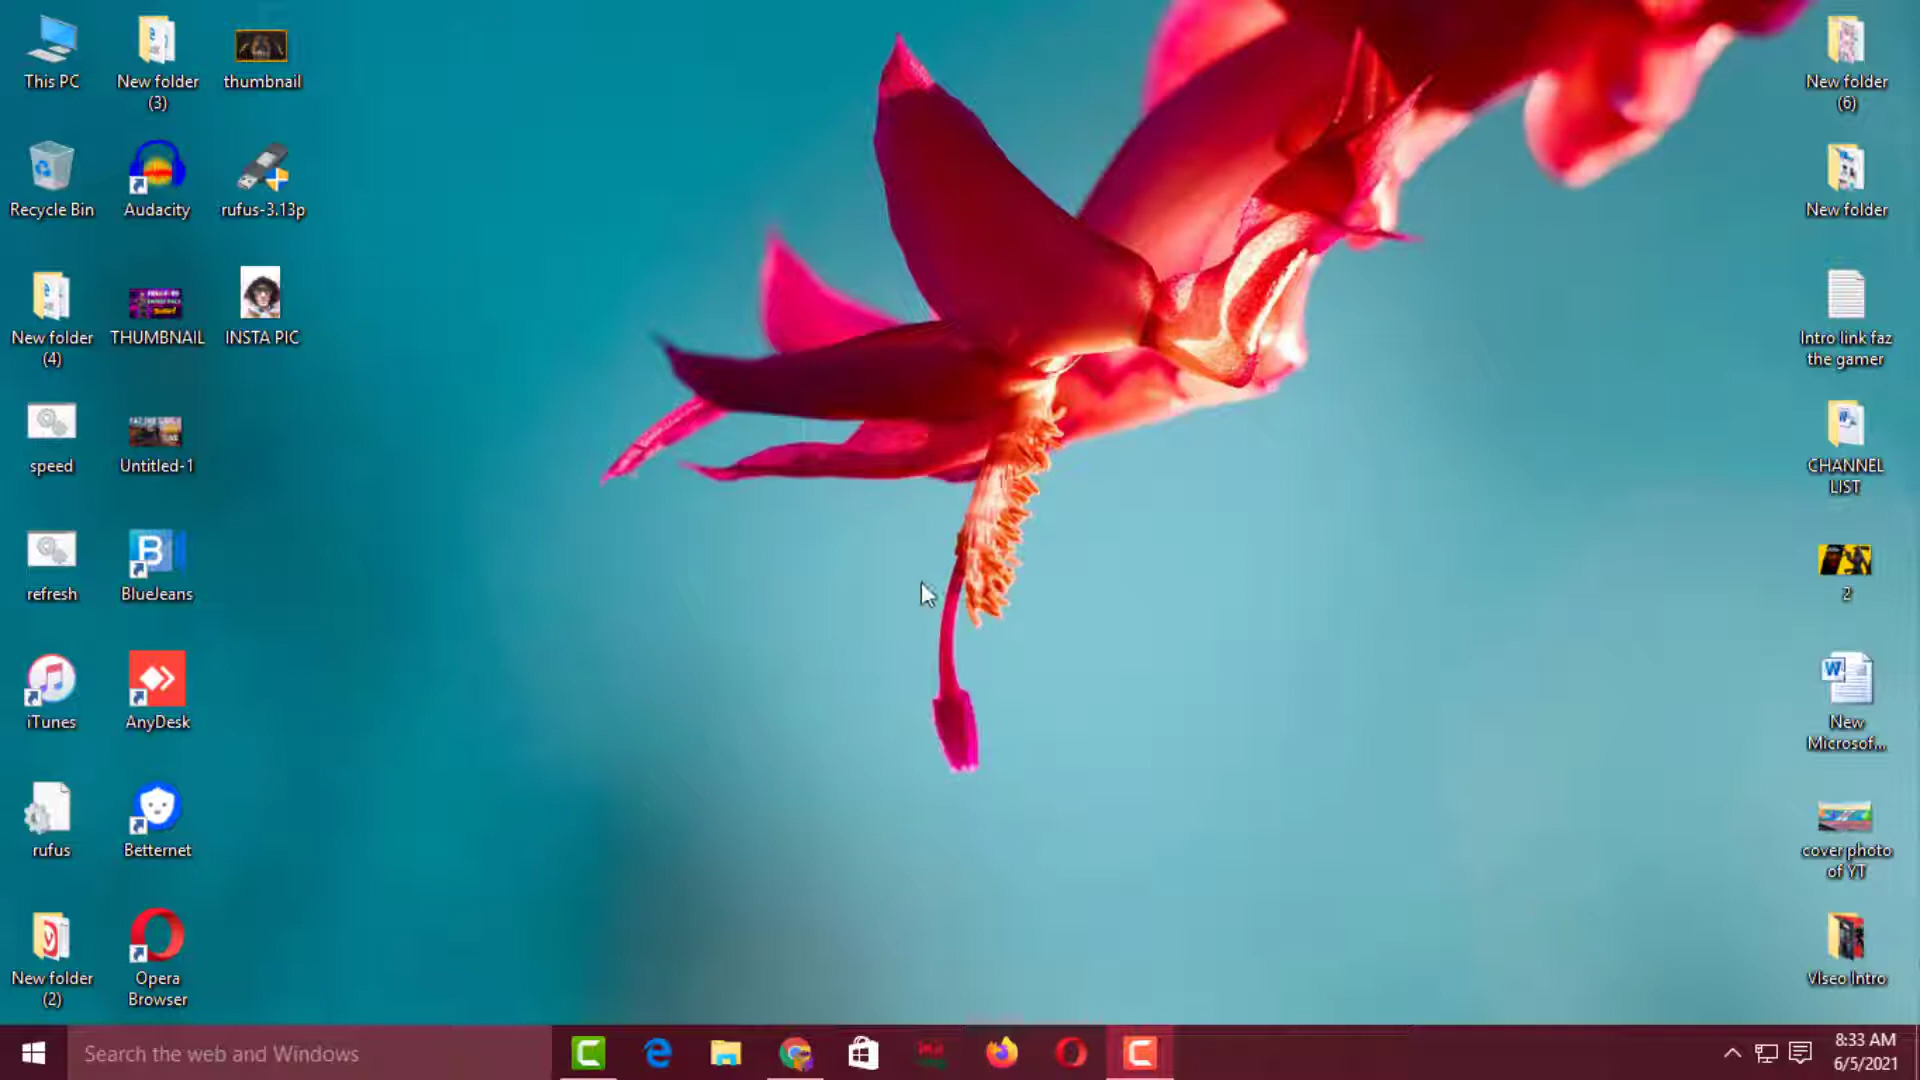 This PC
New folder
(3)
thumbnail
Recycle Bin
Audacity
rufus-3.13p
New folder
(4)
THUMBNAIL
INSTA PIC
speed
Untitled-1
refresh
BlueJeans
iTunes
AnyDesk
rufus
Betternet
New folder
(2)
Opera
Browser
New folder
(6)
New folder
Intro link faz
the gamer
CHANNEL
LIST
2
New
Microsof...
cover photo
of YT
VIseo Intro
Search the web and Windows
8:33 AM
6/5/2021